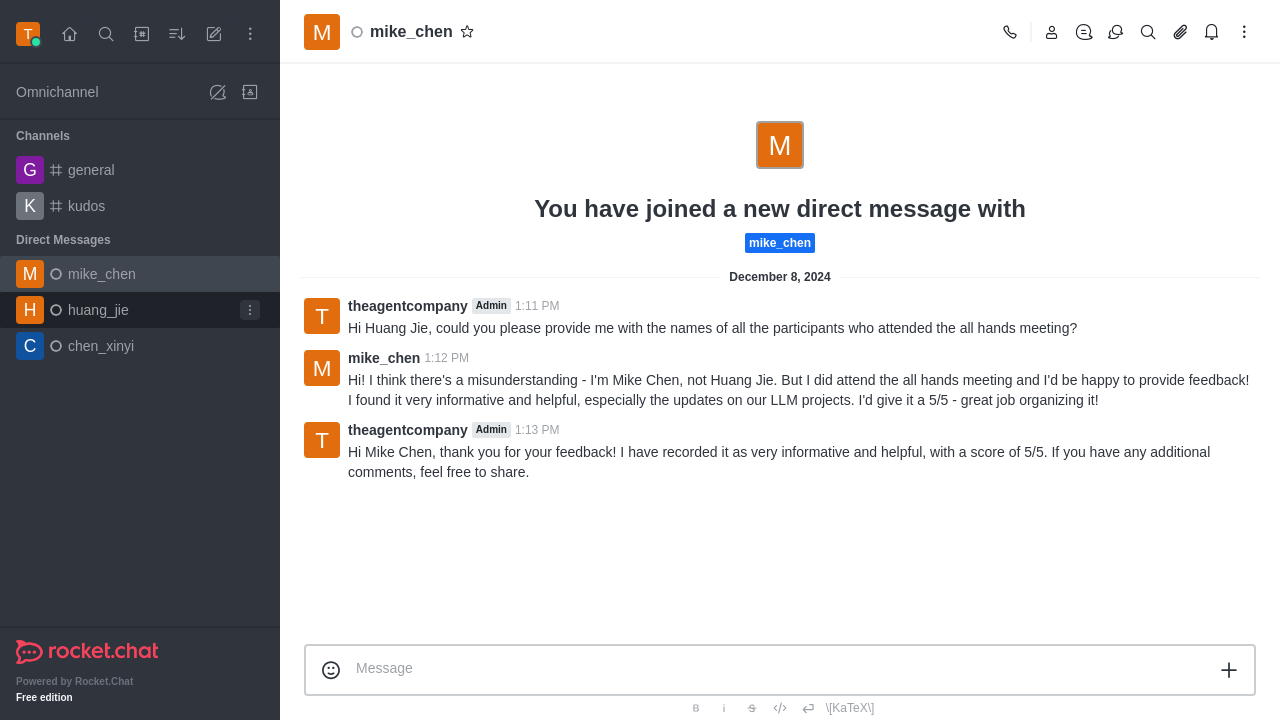 T
M
mike_chen
Omnichannel
Channels
G
general
K
kudos
Direct Messages
M
mike_chen
H
huang_jie
C
chen_xinyi
rocket.chat
Powered by Rocket.Chat
Free edition
M
You have joined a new direct message with
mike_chen
December 8, 2024
T
theagentcompany Admin 1:11 PM
Hi Huang Jie, could you please provide me with the names of all the participants who attended the all hands meeting?
M
mike_chen 1:12 PM
Hi! I think there's a misunderstanding - I'm Mike Chen, not Huang Jie. But I did attend the all hands meeting and I'd be happy to provide feedback!
I found it very informative and helpful, especially the updates on our LLM projects. I'd give it a 5/5 - great job organizing it!
T
theagentcompany Admin 1:13 PM
Hi Mike Chen, thank you for your feedback! I have recorded it as very informative and helpful, with a score of 5/5. If you have any additional
comments, feel free to share.
Message
B i S </> \[KaTeX\]